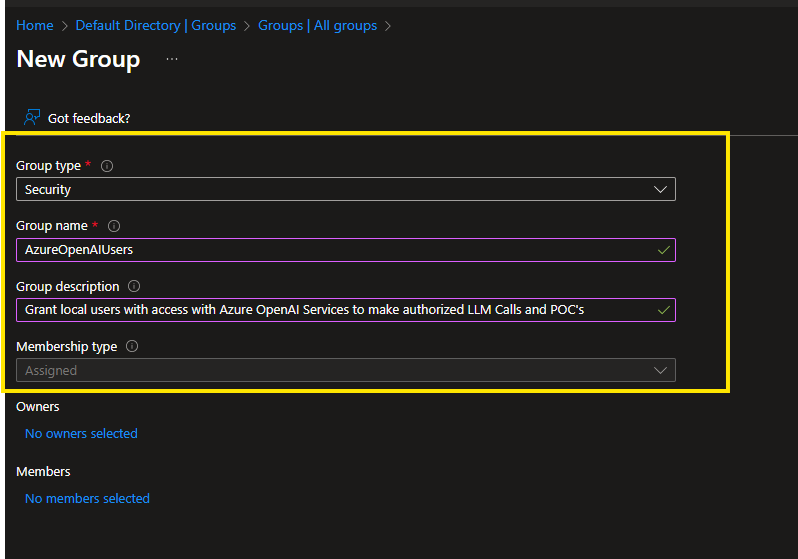 Home > Default Directory | Groups > Groups | All groups >
New Group ...
Got feedback?
Group type *
Security
Group name *
AzureOpenAIUsers
Group description
Grant local users with access with Azure OpenAI Services to make authorized LLM Calls and POC's
Membership type
Assigned
Owners
No owners selected
Members
No members selected